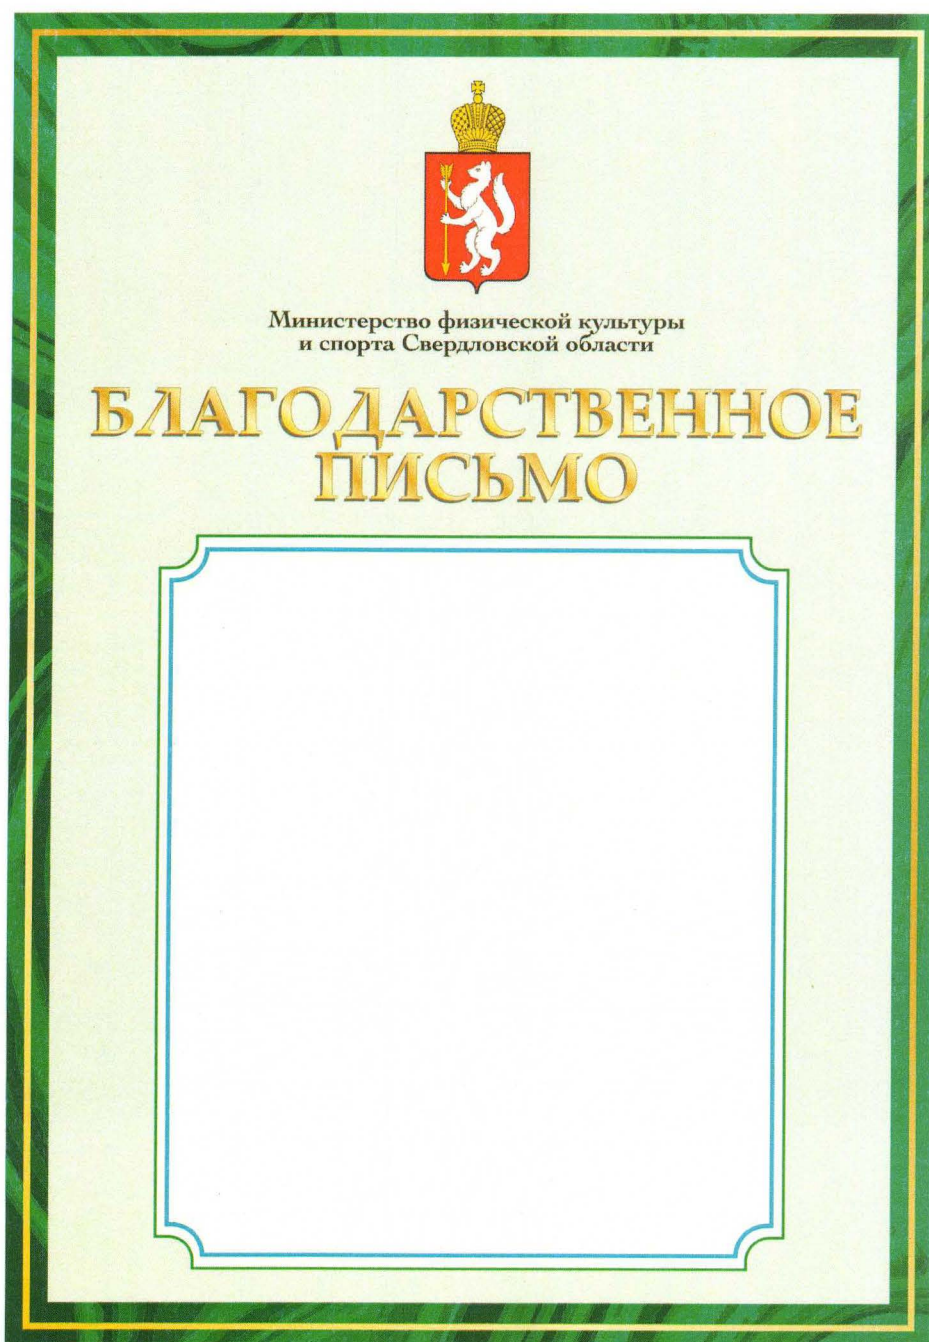 Министерство физической культуры
и спорта Свердловской области
БЛАГОДАРСТВЕННОЕ
ПИСЬМО